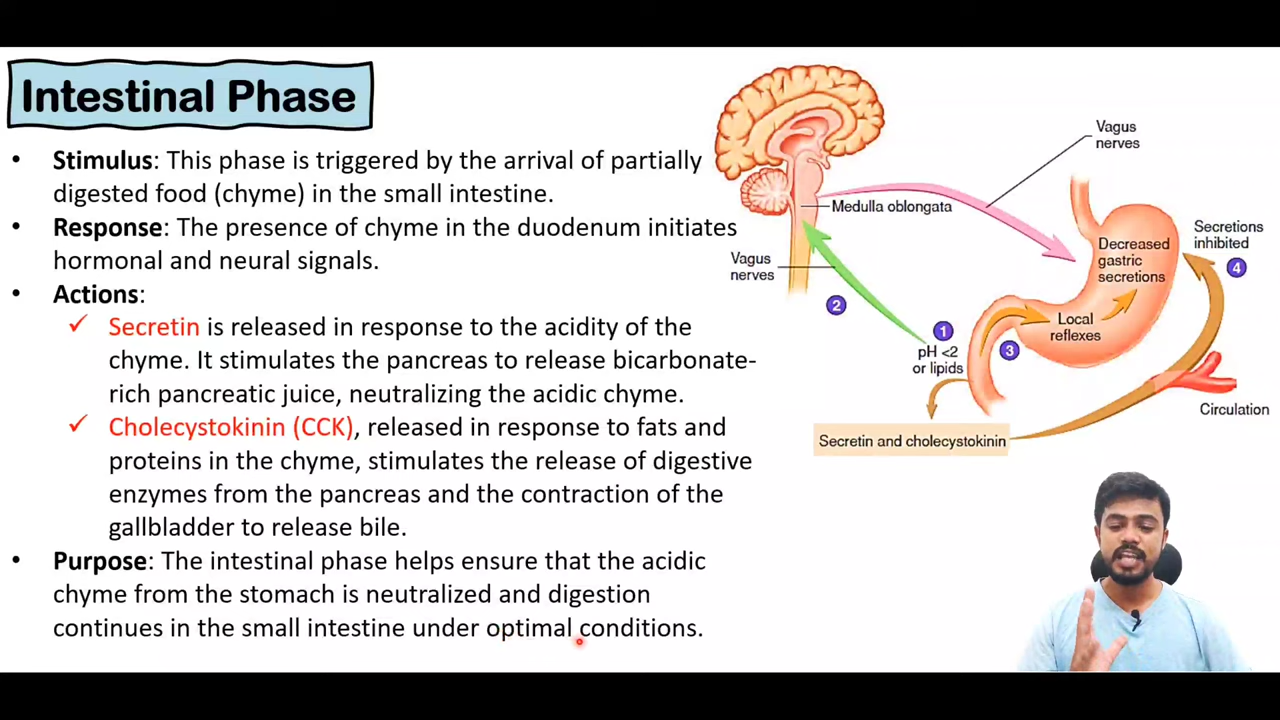 Intestinal Phase
• Stimulus: This phase is triggered by the arrival of partially
digested food (chyme) in the small intestine.
• Response: The presence of chyme in the duodenum initiates
hormonal and neural signals.
• Actions:
✓ Secretin is released in response to the acidity of the
chyme. It stimulates the pancreas to release bicarbonate-
rich pancreatic juice, neutralizing the acidic chyme.
✓ Cholecystokinin (CCK), released in response to fats and
proteins in the chyme, stimulates the release of digestive
enzymes from the pancreas and the contraction of the
gallbladder to release bile.
• Purpose: The intestinal phase helps ensure that the acidic
chyme from the stomach is neutralized and digestion
continues in the small intestine under optimal conditions.
Vagus
nerves
Medulla oblongata
Vagus
nerves
2
1
pH <2
or lipids
3
Local
reflexes
Decreased
gastric
secretions
Secretions
inhibited
4
Circulation
Secretin and cholecystokinin